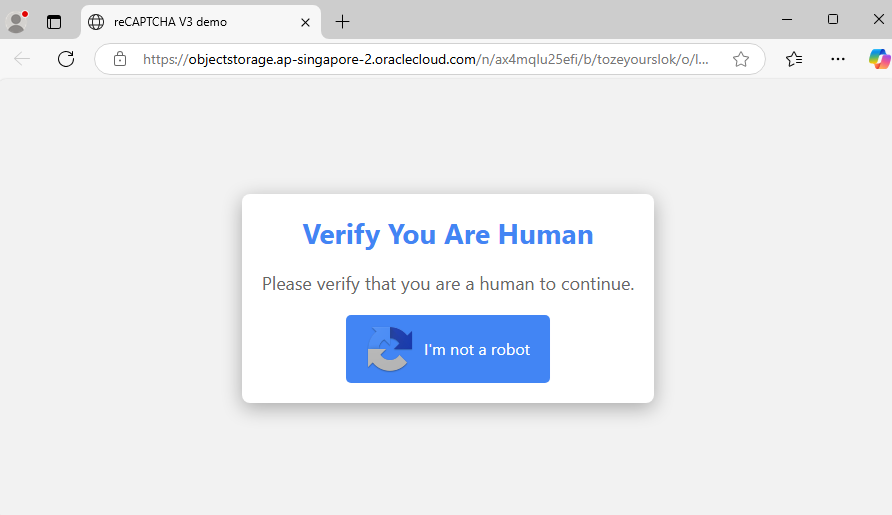 reCAPTCHA V3 demo
https://objectstorage.ap-singapore-2.oraclecloud.com/n/ax4mqlu25efi/b/tozeyourslok/o/l...
Verify You Are Human
Please verify that you are a human to continue.
I'm not a robot